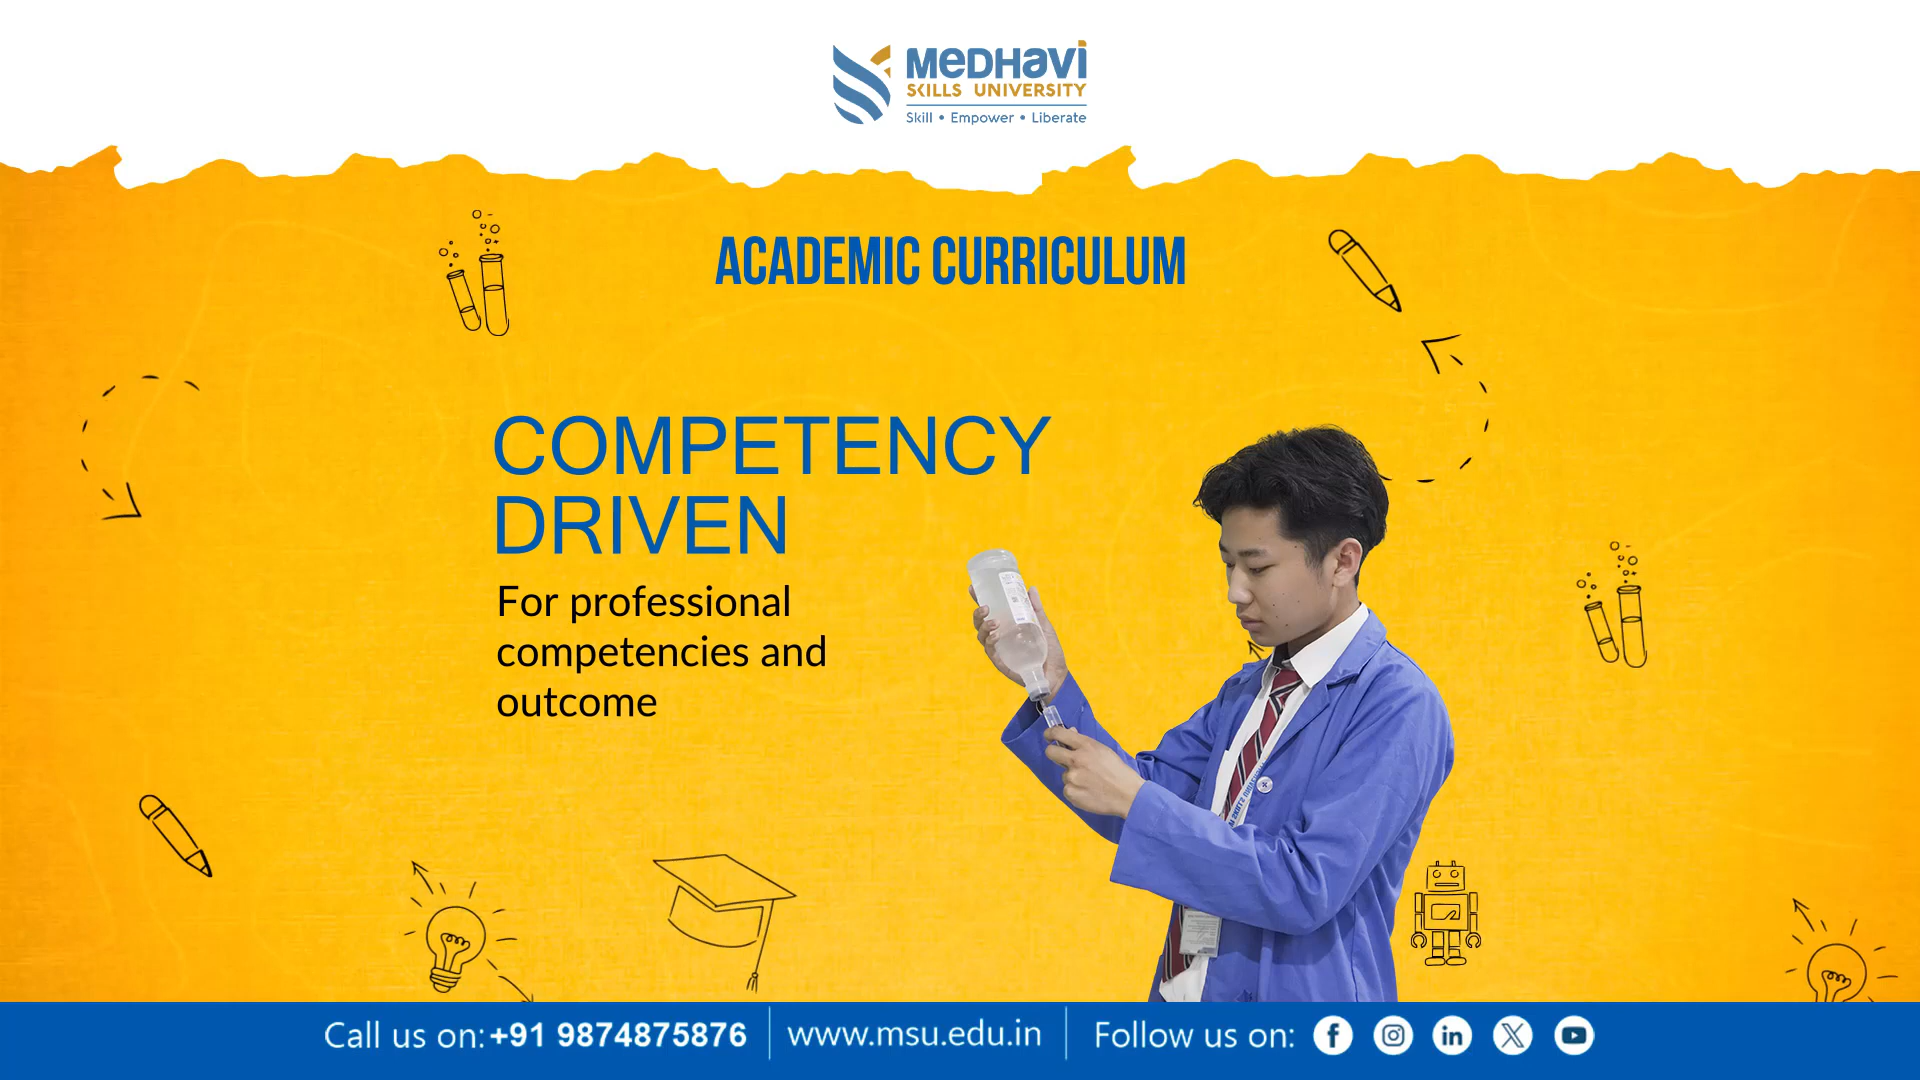 MEDHAVI
SKILLS UNIVERSITY
Skill • Empower • Liberate
ACADEMIC CURRICULUM
COMPETENCY
DRIVEN
For professional
competencies and
outcome
Call us on: +91 9874875876
www.msu.edu.in
Follow us on: